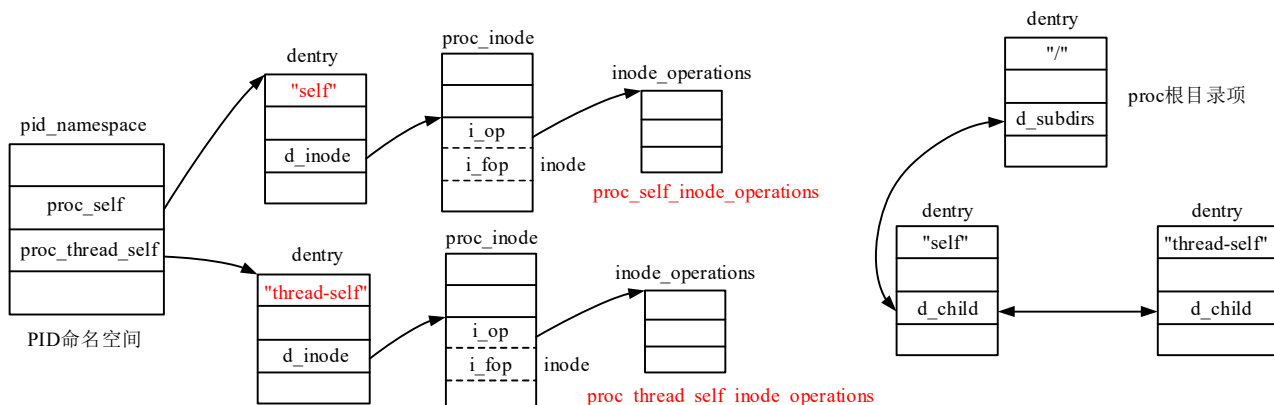 pid_namespace
proc_self
proc_thread_self
PID命名空间
dentry
"self"
d_inode
proc_inode
i_op
i_fop
inode
inode_operations
proc_self_inode_operations
dentry
"thread-self"
d_inode
proc_inode
i_op
i_fop
inode
inode_operations
proc_thread_self_inode_operations
dentry
"/"
d_subdirs
proc根目录项
dentry
"self"
d_child
dentry
"thread-self"
d_child